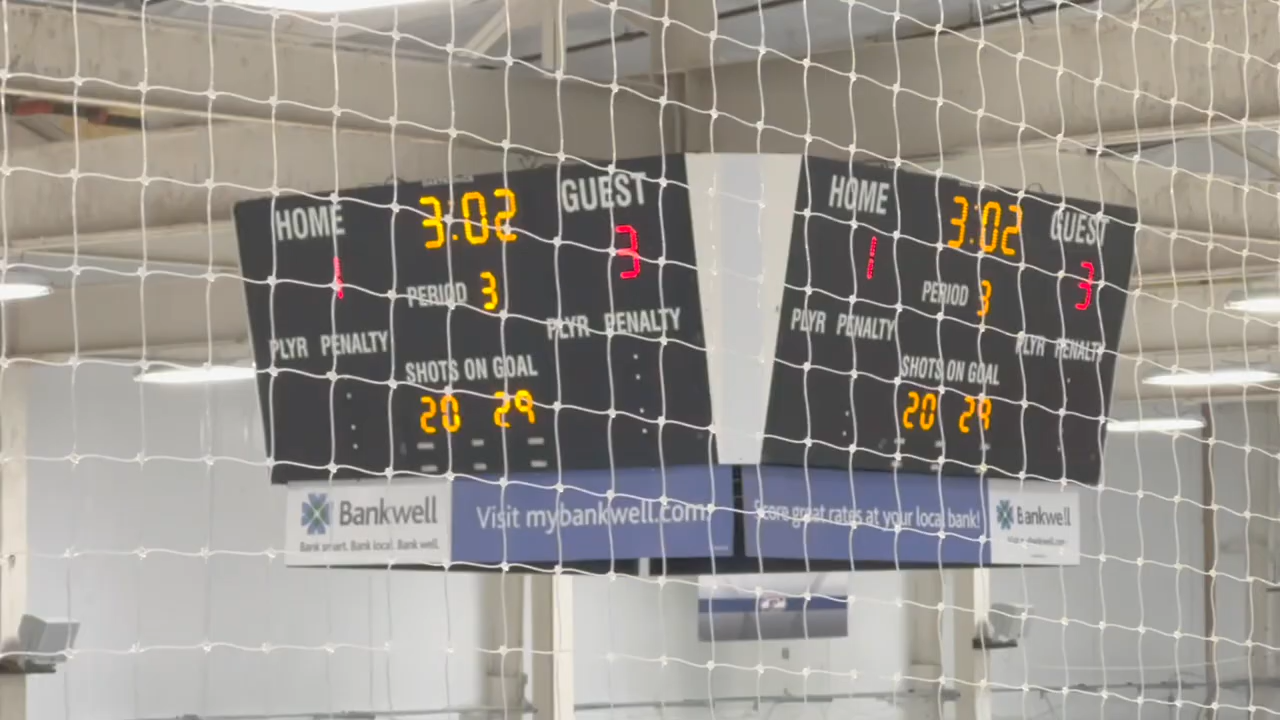 HOME 3:02 GUEST
1 PERIOD 3 3
PLYR PENALTY PLYR PENALTY
SHOTS ON GOAL
20 29
Bankwell
Bank smart. Bank local. Bank well.
Visit mybankwell.com
HOME 3:02 GUEST
1 PERIOD 3 3
PLYR PENALTY PLYR PENALTY
SHOTS ON GOAL
20 29
Score great rates at your local bank!
Bankwell